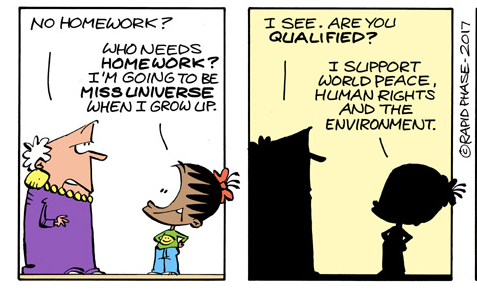 NO HOMEWORK?
WHO NEEDS
HOMEWORK?
I'M GOING TO BE
MISS UNIVERSE
WHEN I GROW UP.
I SEE. ARE YOU
QUALIFIED?
I SUPPORT
WORLD PEACE,
HUMAN RIGHTS
AND THE
ENVIRONMENT.
©RAPID PHASE-2017